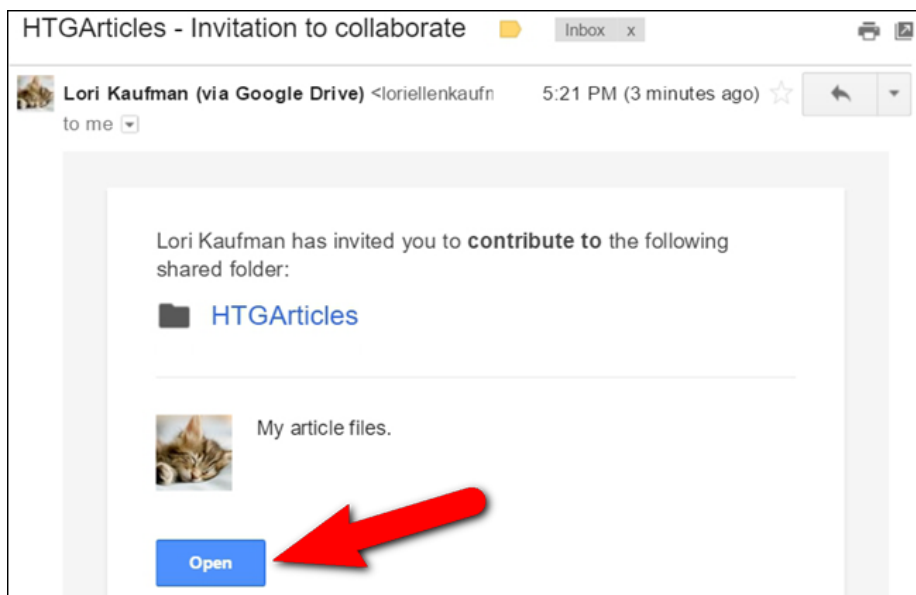 HTGArticles - Invitation to collaborate Inbox x
Lori Kaufman (via Google Drive) <loriellenkaufn 5:21 PM (3 minutes ago)
to me
Lori Kaufman has invited you to contribute to the following
shared folder:
HTGArticles
My article files.
Open